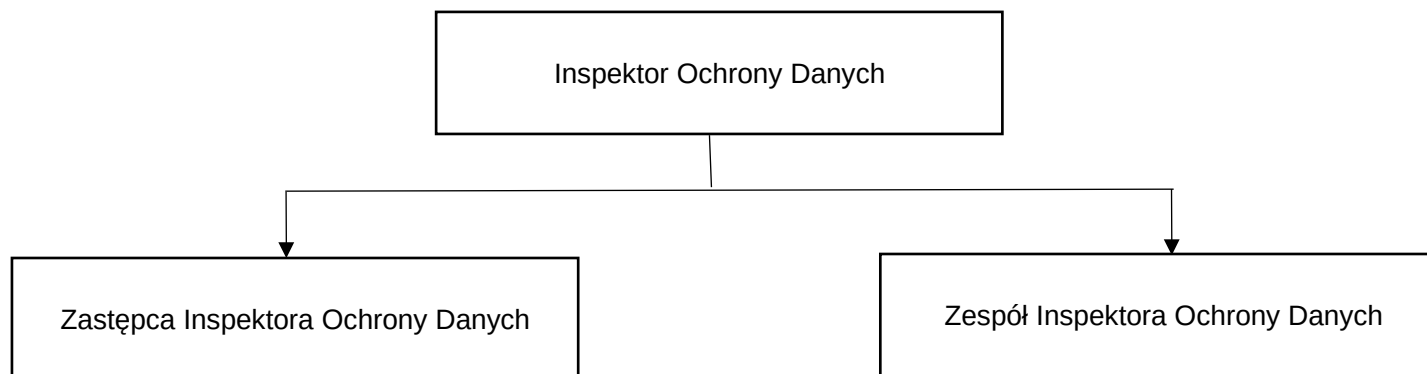 Inspektor Ochrony Danych
Zastępca Inspektora Ochrony Danych
Zespół Inspektora Ochrony Danych